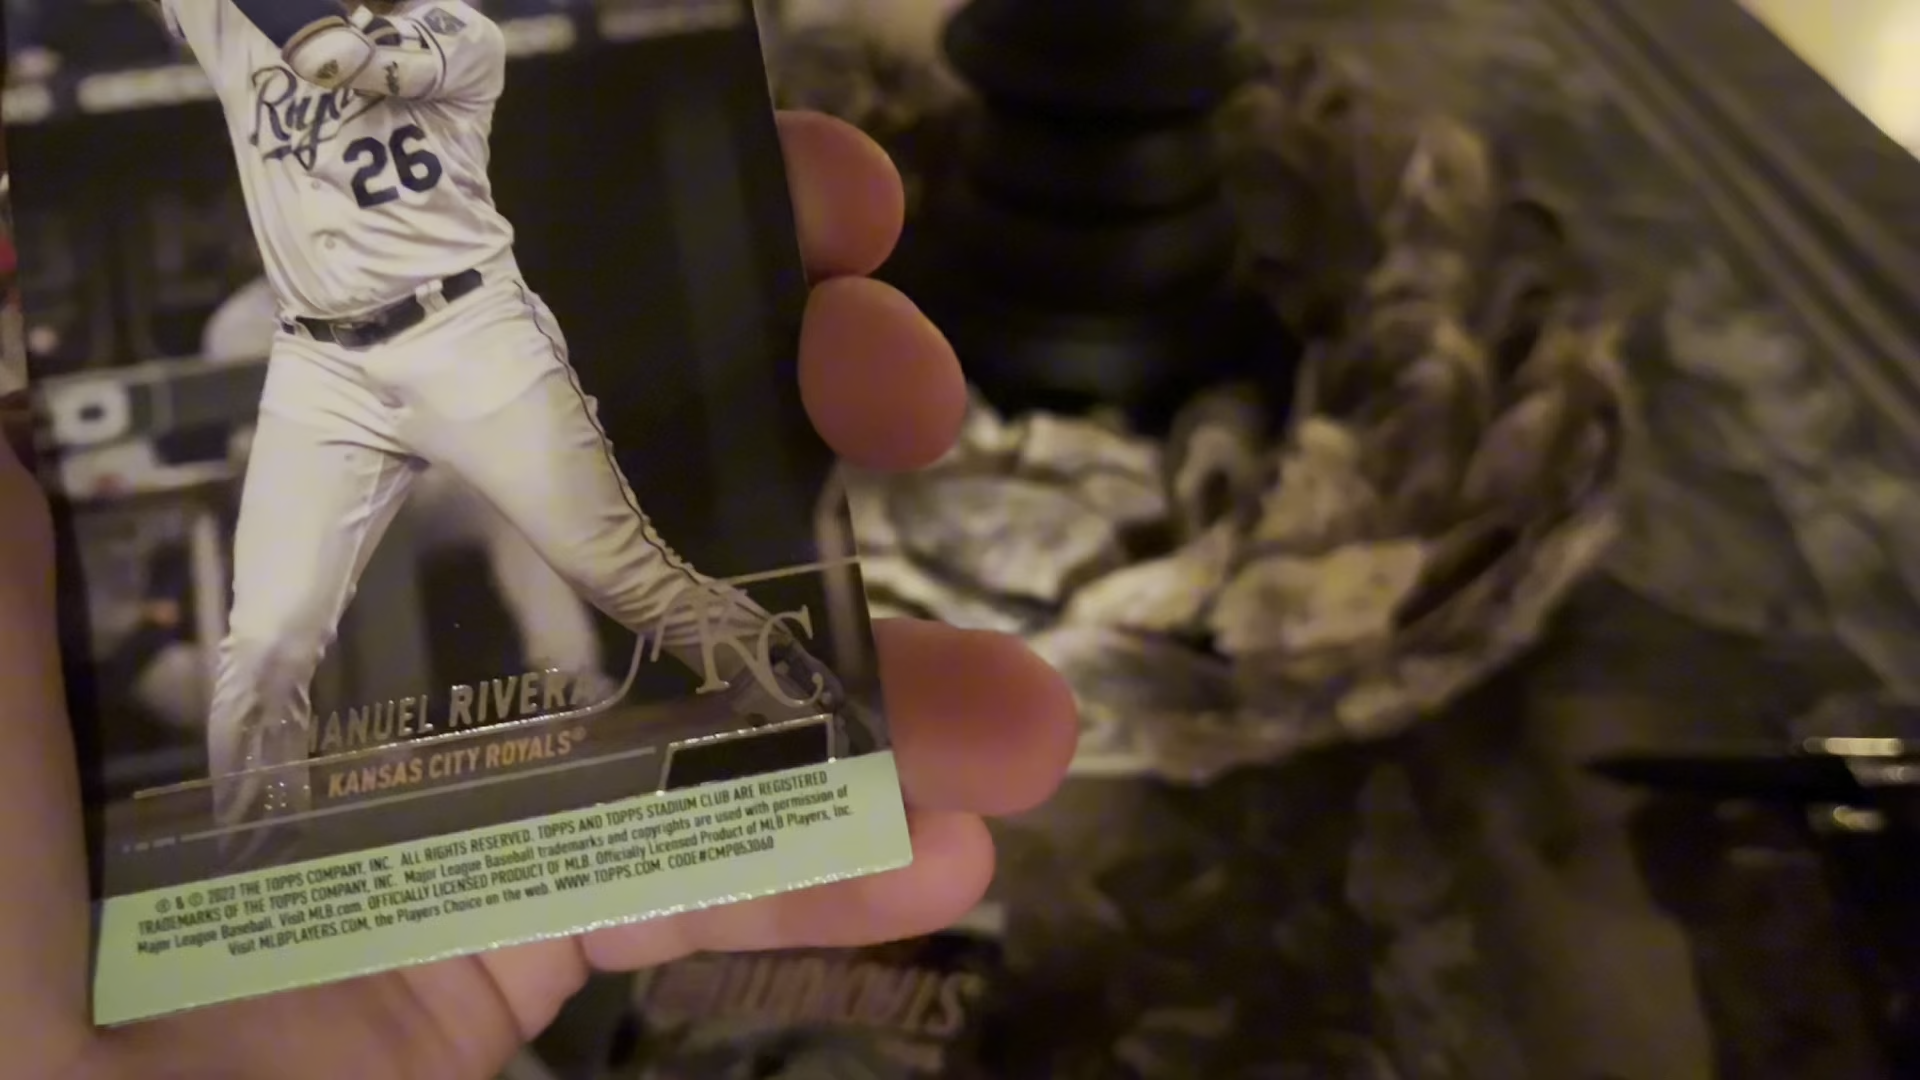 Royals
26
KC
MANUEL RIVERA
KANSAS CITY ROYALS®
® & © 2022 THE TOPPS COMPANY, INC. ALL RIGHTS RESERVED. TOPPS AND TOPPS STADIUM CLUB ARE REGISTERED
TRADEMARKS OF THE TOPPS COMPANY, INC. Major League Baseball trademarks and copyrights are used with permission of
Major League Baseball. Visit MLB.com. OFFICIALLY LICENSED PRODUCT OF MLB. Officially Licensed Product of MLB Players, Inc.
Visit MLBPLAYERS.COM, the Players Choice on the web. WWW.TOPPS.COM. CODE#CMP053060